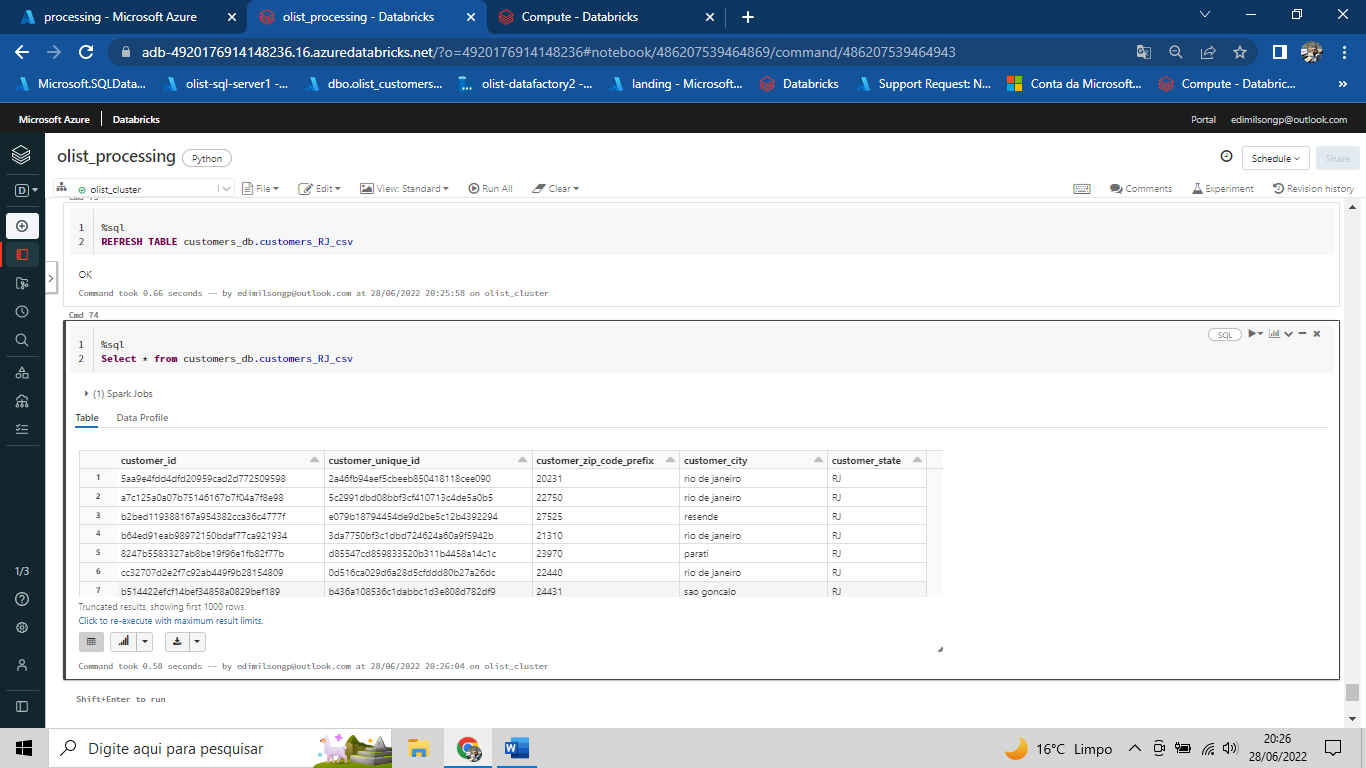 processing - Microsoft Azure
olist_processing - Databricks
Compute - Databricks
adb-4920176914148236.16.azuredatabricks.net/?o=4920176914148236#notebook/486207539464869/command/486207539464943
Microsoft.SQLData...
olist-sql-server1 -...
dbo.olist_customers...
olist-datafactory2 -...
landing - Microsoft...
Databricks
Support Request: N...
Conta da Microsoft...
Compute - Databric...
»
Microsoft Azure
Databricks
Portal
edimilsongp@outlook.com
olist_processing
Python
Schedule
Share
D
olist_cluster
File
Edit
View: Standard
Run All
Clear
Comments
Experiment
Revision history
1 %sql
2 REFRESH TABLE customers_db.customers_RJ_csv
OK
Command took 0.66 seconds -- by edimilsongp@outlook.com at 28/06/2022 20:25:58 on olist_cluster
Cmd 74
SQL
1 %sql
2 Select * from customers_db.customers_RJ_csv
(1) Spark Jobs
Table Data Profile
customer_id customer_unique_id customer_zip_code_prefix customer_city customer_state
1 5aa9e4fdd4dfd20959cad2d772509598 2a46fb94aef5cbeeb850418118cee090 20231 rio de janeiro RJ
2 a7c125a0a07b75146167b7f04a7f8e98 5c2991dbd08bbf3cf410713c4de5a0b5 22750 rio de janeiro RJ
3 b2bed119388167a954382cca36c4777f e079b18794454de9d2be5c12b4392294 27525 resende RJ
4 b64ed91eab98972150bdaf77ca921934 3da7750bf3c1dbd724624a60a9f5942b 21310 rio de janeiro RJ
5 8247b5583327ab8be19f96e1fb82f77b d85547cd859833520b311b4458a14c1c 23970 parati RJ
6 cc32707d2e2f7c92ab449f9b28154809 0d516ca029d6a28d5cfddd80b27a26dc 22440 rio de janeiro RJ
7 b514422efcf14bef34858a0829bef189 b436a108536c1dabbc1d3e808d782df9 24431 sao goncalo RJ
Truncated results, showing first 1000 rows.
Click to re-execute with maximum result limits.
Command took 0.58 seconds -- by edimilsongp@outlook.com at 28/06/2022 20:26:04 on olist_cluster
Shift+Enter to run
1/3
Digite aqui para pesquisar
16°C Limpo
20:26
28/06/2022